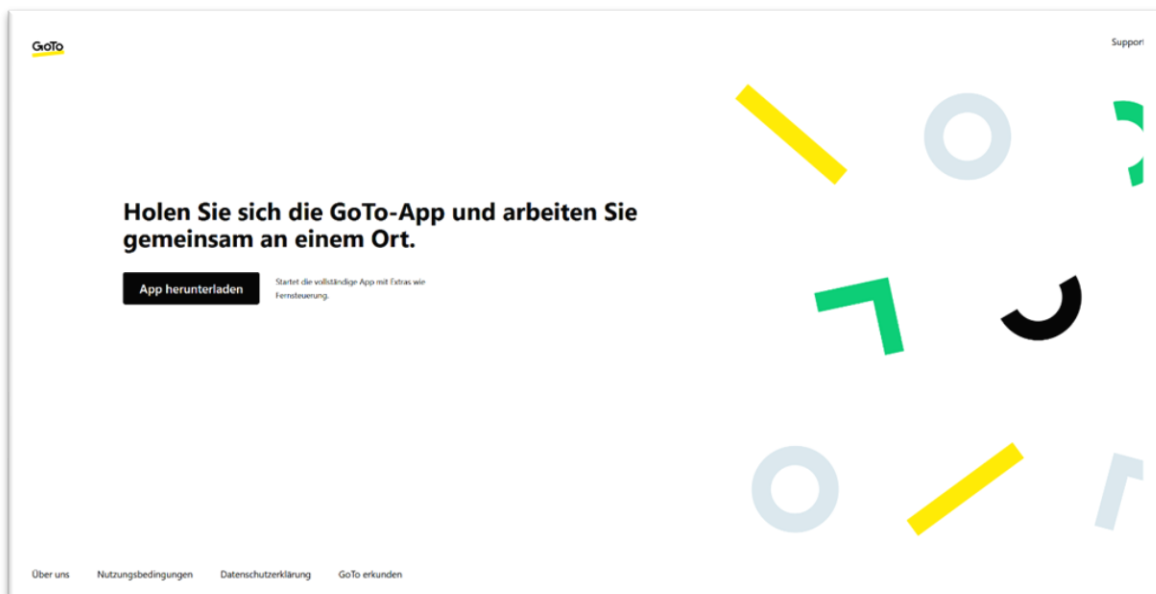 GoTo
Support
Holen Sie sich die GoTo-App und arbeiten Sie
gemeinsam an einem Ort.
App herunterladen
Startet die vollständige App mit Extras wie
Fernsteuerung.
Über uns Nutzungsbedingungen Datenschutzerklärung GoTo erkunden